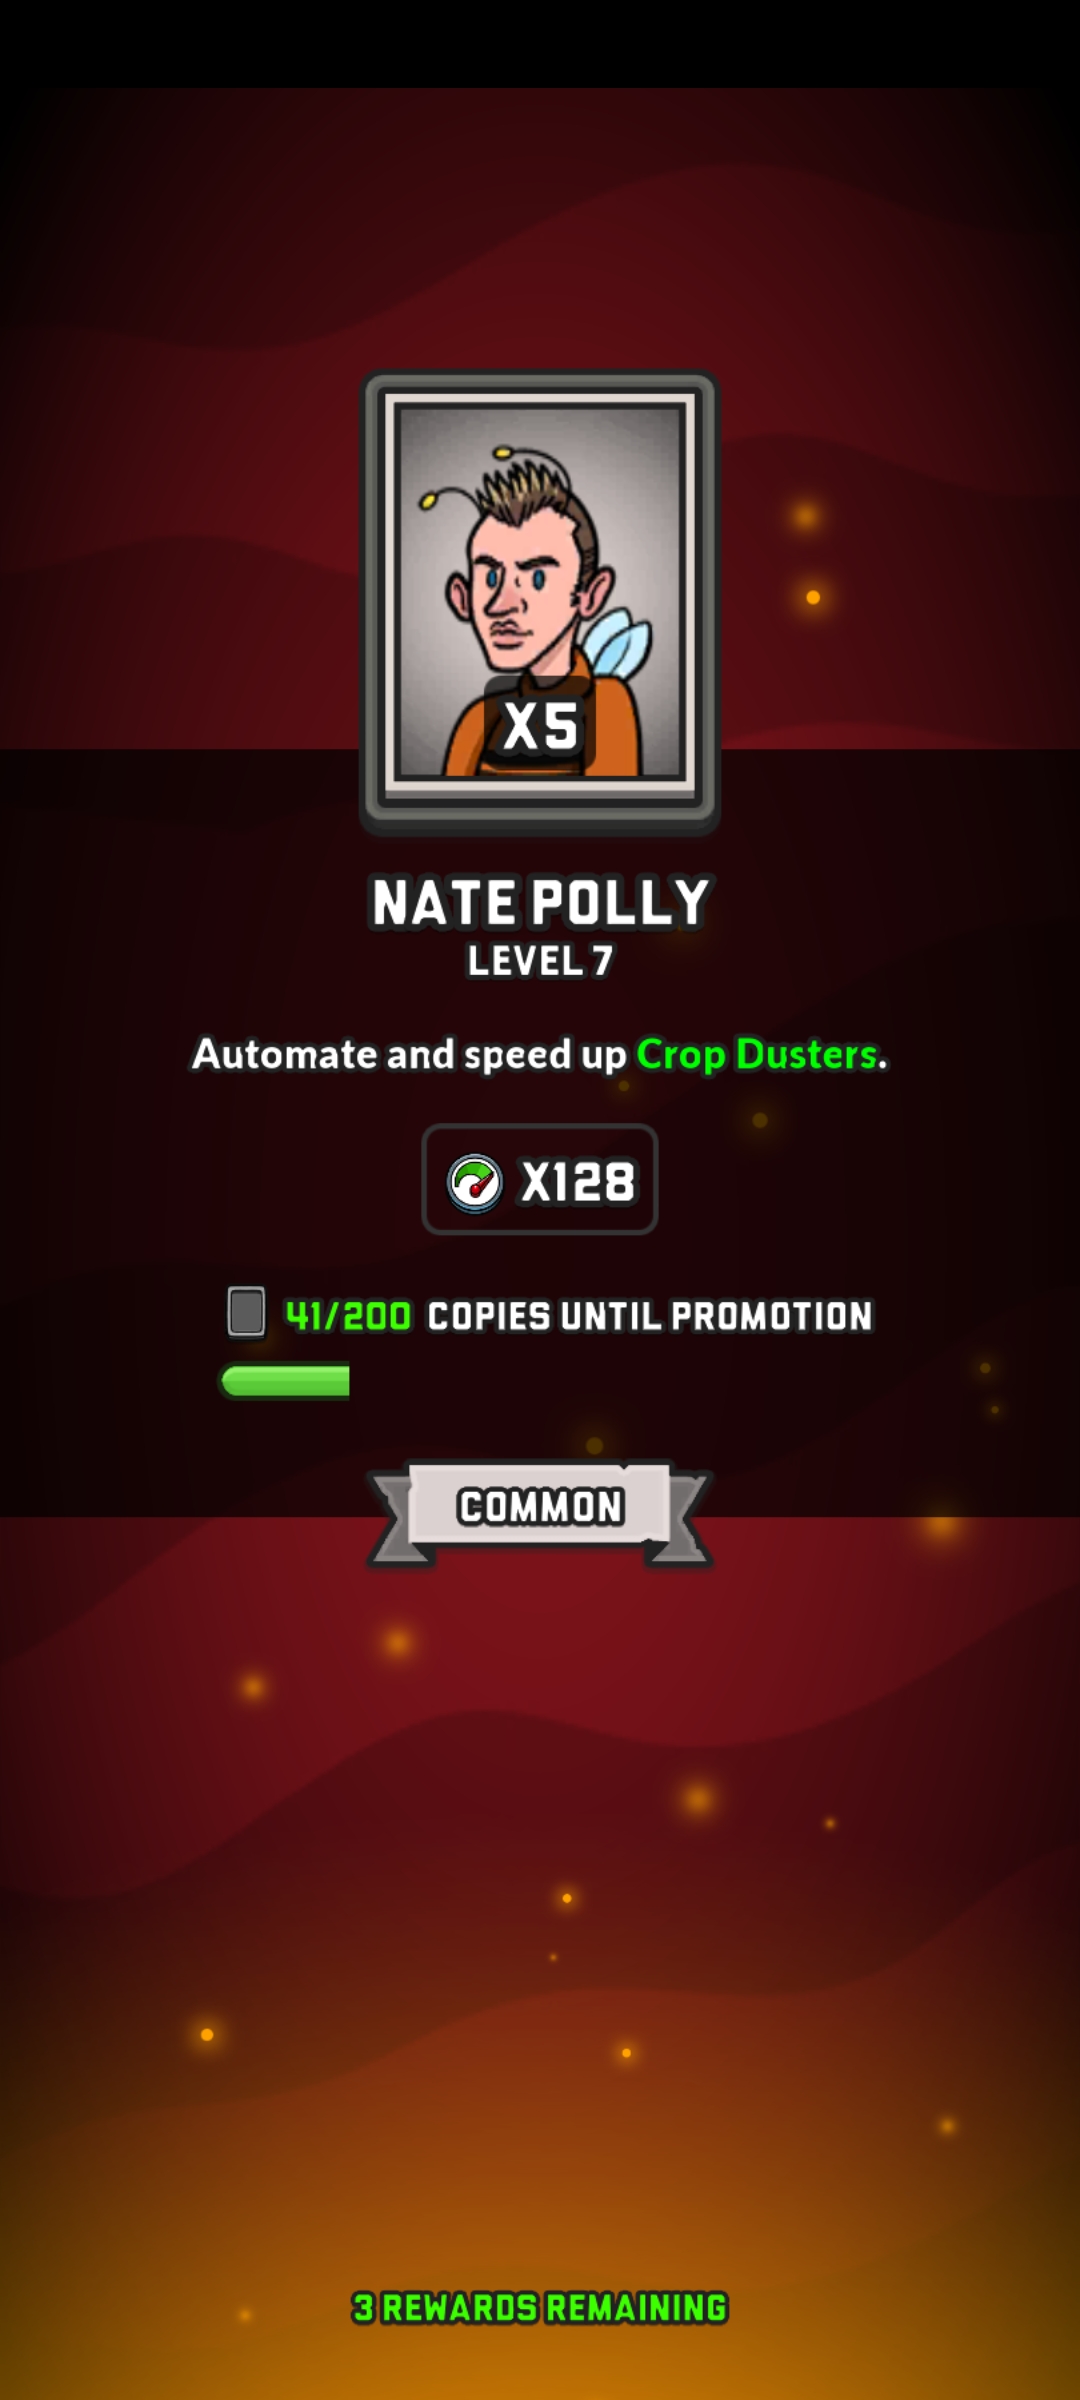 X5
NATE POLLY
LEVEL 7
Automate and speed up Crop Dusters.
X128
41/200 COPIES UNTIL PROMOTION
COMMON
3 REWARDS REMAINING